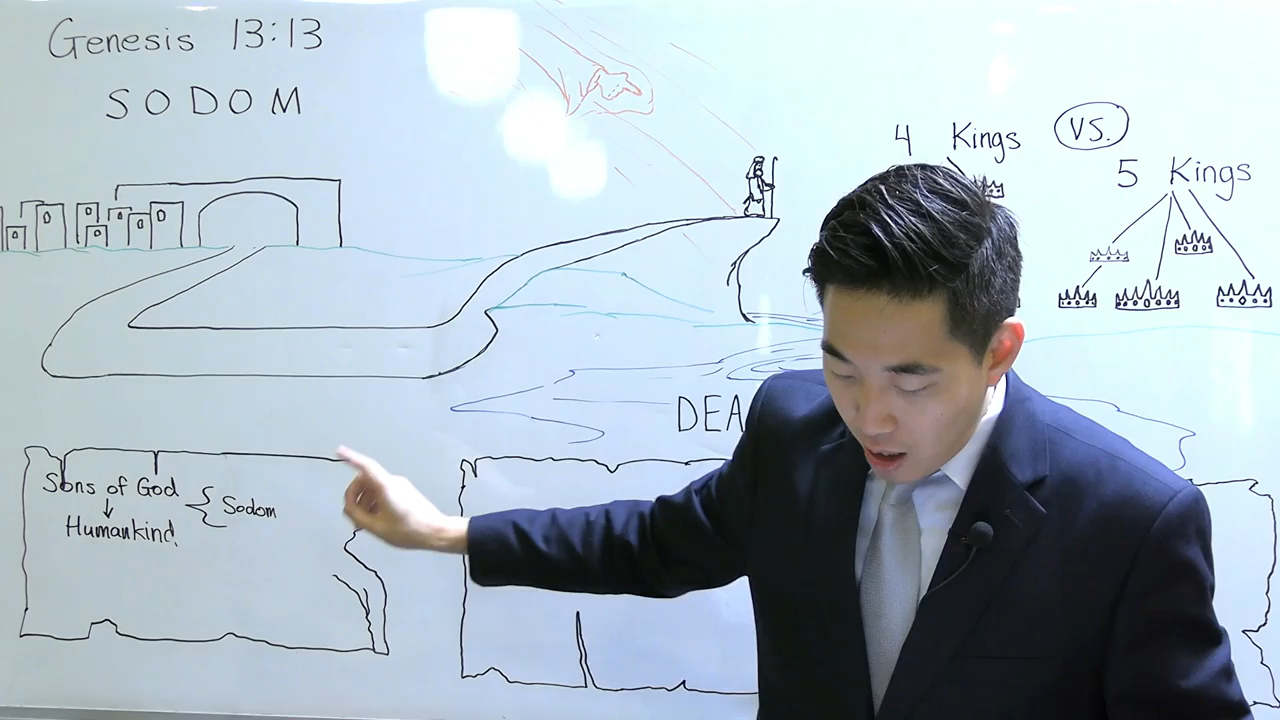 Genesis 13:13
SODOM
4 Kings VS.
5 Kings
DEA
Sons of God { Sodom
↓
Humankind.